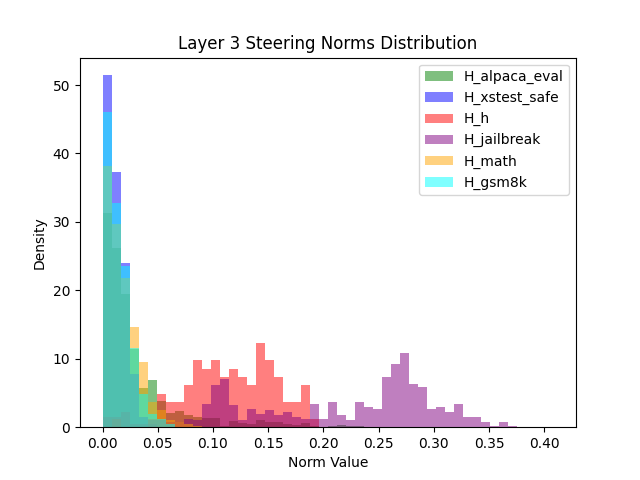 Layer 3 Steering Norms Distribution
H_alpaca_eval
H_xstest_safe
H_h
H_jailbreak
H_math
H_gsm8k
50
40
30
20
10
0
Density
0.00 0.05 0.10 0.15 0.20 0.25 0.30 0.35 0.40
Norm Value